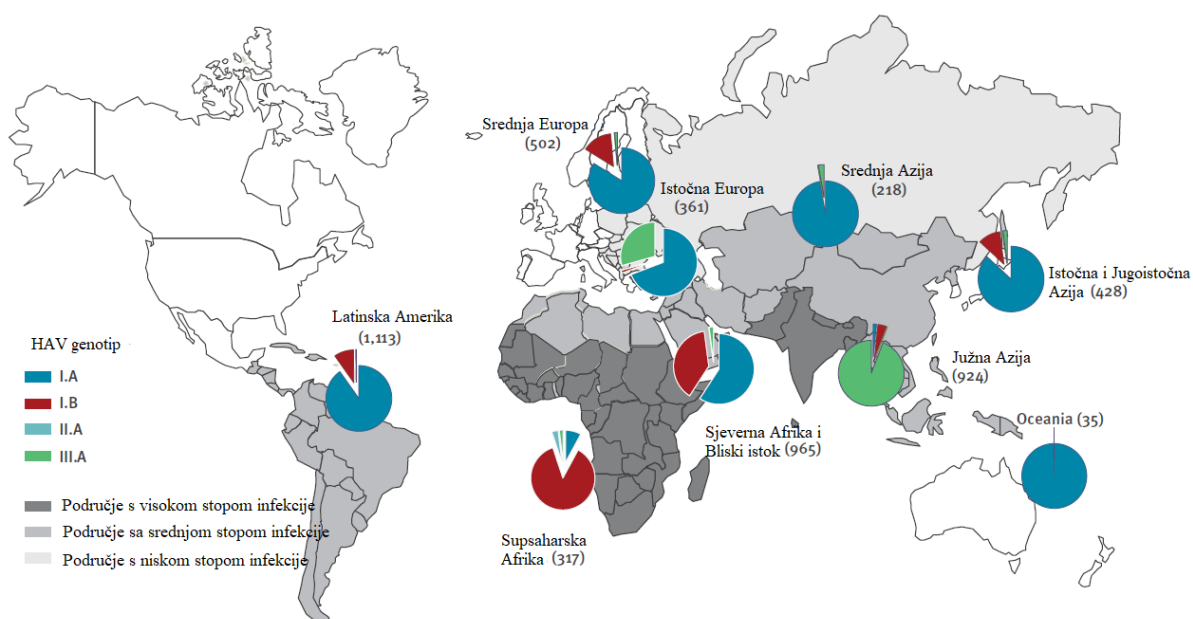 Srednja Europa
(502)
Istočna Europa
(361)
Srednja Azija
(218)
Istočna i Jugoistočna
Azija (428)
Latinska Amerika
(1,113)
HAV genotip
I.A
I.B
II.A
III.A
Južna Azija
(924)
Oceania (35)
Sjeverna Afrika i
Bliski istok (965)
Supsaharska
Afrika (317)
Područje s visokom stopom infekcije
Područje sa srednjom stopom infekcije
Područje s niskom stopom infekcije